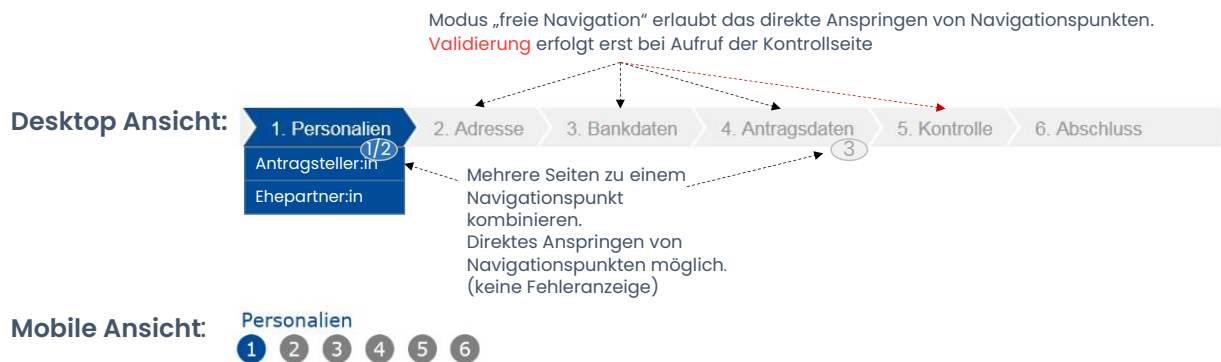 Modus „freie Navigation“ erlaubt das direkte Anspringen von Navigationspunkten.
Validierung erfolgt erst bei Aufruf der Kontrollseite
Desktop Ansicht:
1. Personalien
2. Adresse
3. Bankdaten
4. Antragsdaten
5. Kontrolle
6. Abschluss
1/2
3
Antragsteller:in
Ehepartner:in
Mehrere Seiten zu einem
Navigationspunkt
kombinieren.
Direktes Anspringen von
Navigationspunkten möglich.
(keine Fehleranzeige)
Mobile Ansicht:
Personalien
1 2 3 4 5 6